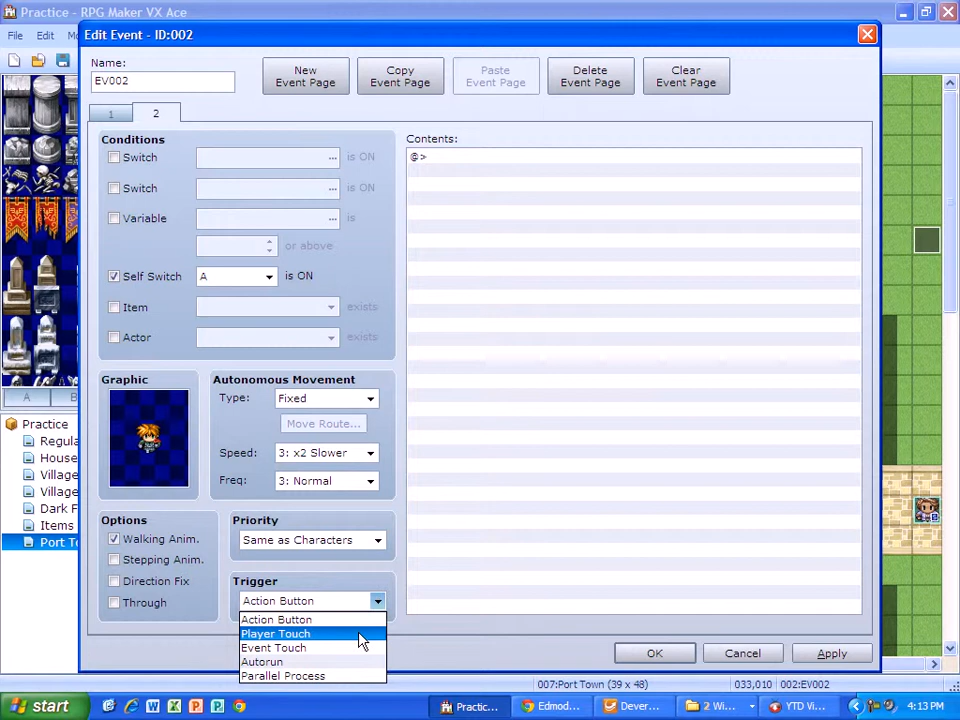 Practice - RPG Maker VX Ace
File Edit
Edit Event - ID:002
Name:
EV002
New Event Page
Copy Event Page
Paste Event Page
Delete Event Page
Clear Event Page
1 2
Conditions
Switch ... is ON
Switch ... is ON
Variable ... is
or above
Self Switch A is ON
Item exists
Actor exists
Graphic
Autonomous Movement
Type: Fixed
Move Route...
Speed: 3: x2 Slower
Freq: 3: Normal
Options
Walking Anim.
Stepping Anim.
Direction Fix
Through
Priority
Same as Characters
Trigger
Action Button
Action Button
Player Touch
Event Touch
Autorun
Parallel Process
Contents:
@>
OK Cancel Apply
A B
Practice
Regula
House
Village
Village
Dark F
Items
Port To
007:Port Town (39 x 48) 033,010 002:EV002
start Practic... Edmod... Dever... 2 Wi... YTD Vi... 4:13 PM